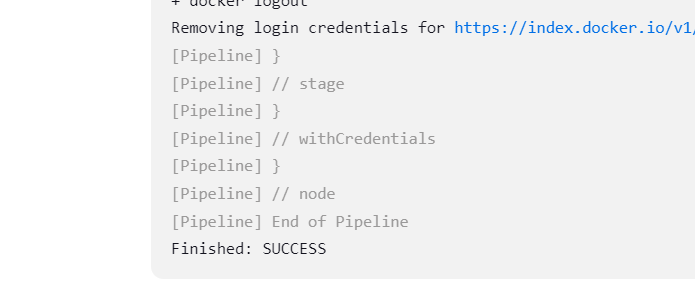 + docker logout
Removing login credentials for https://index.docker.io/v1/
[Pipeline] }
[Pipeline] // stage
[Pipeline] }
[Pipeline] // withCredentials
[Pipeline] }
[Pipeline] // node
[Pipeline] End of Pipeline
Finished: SUCCESS